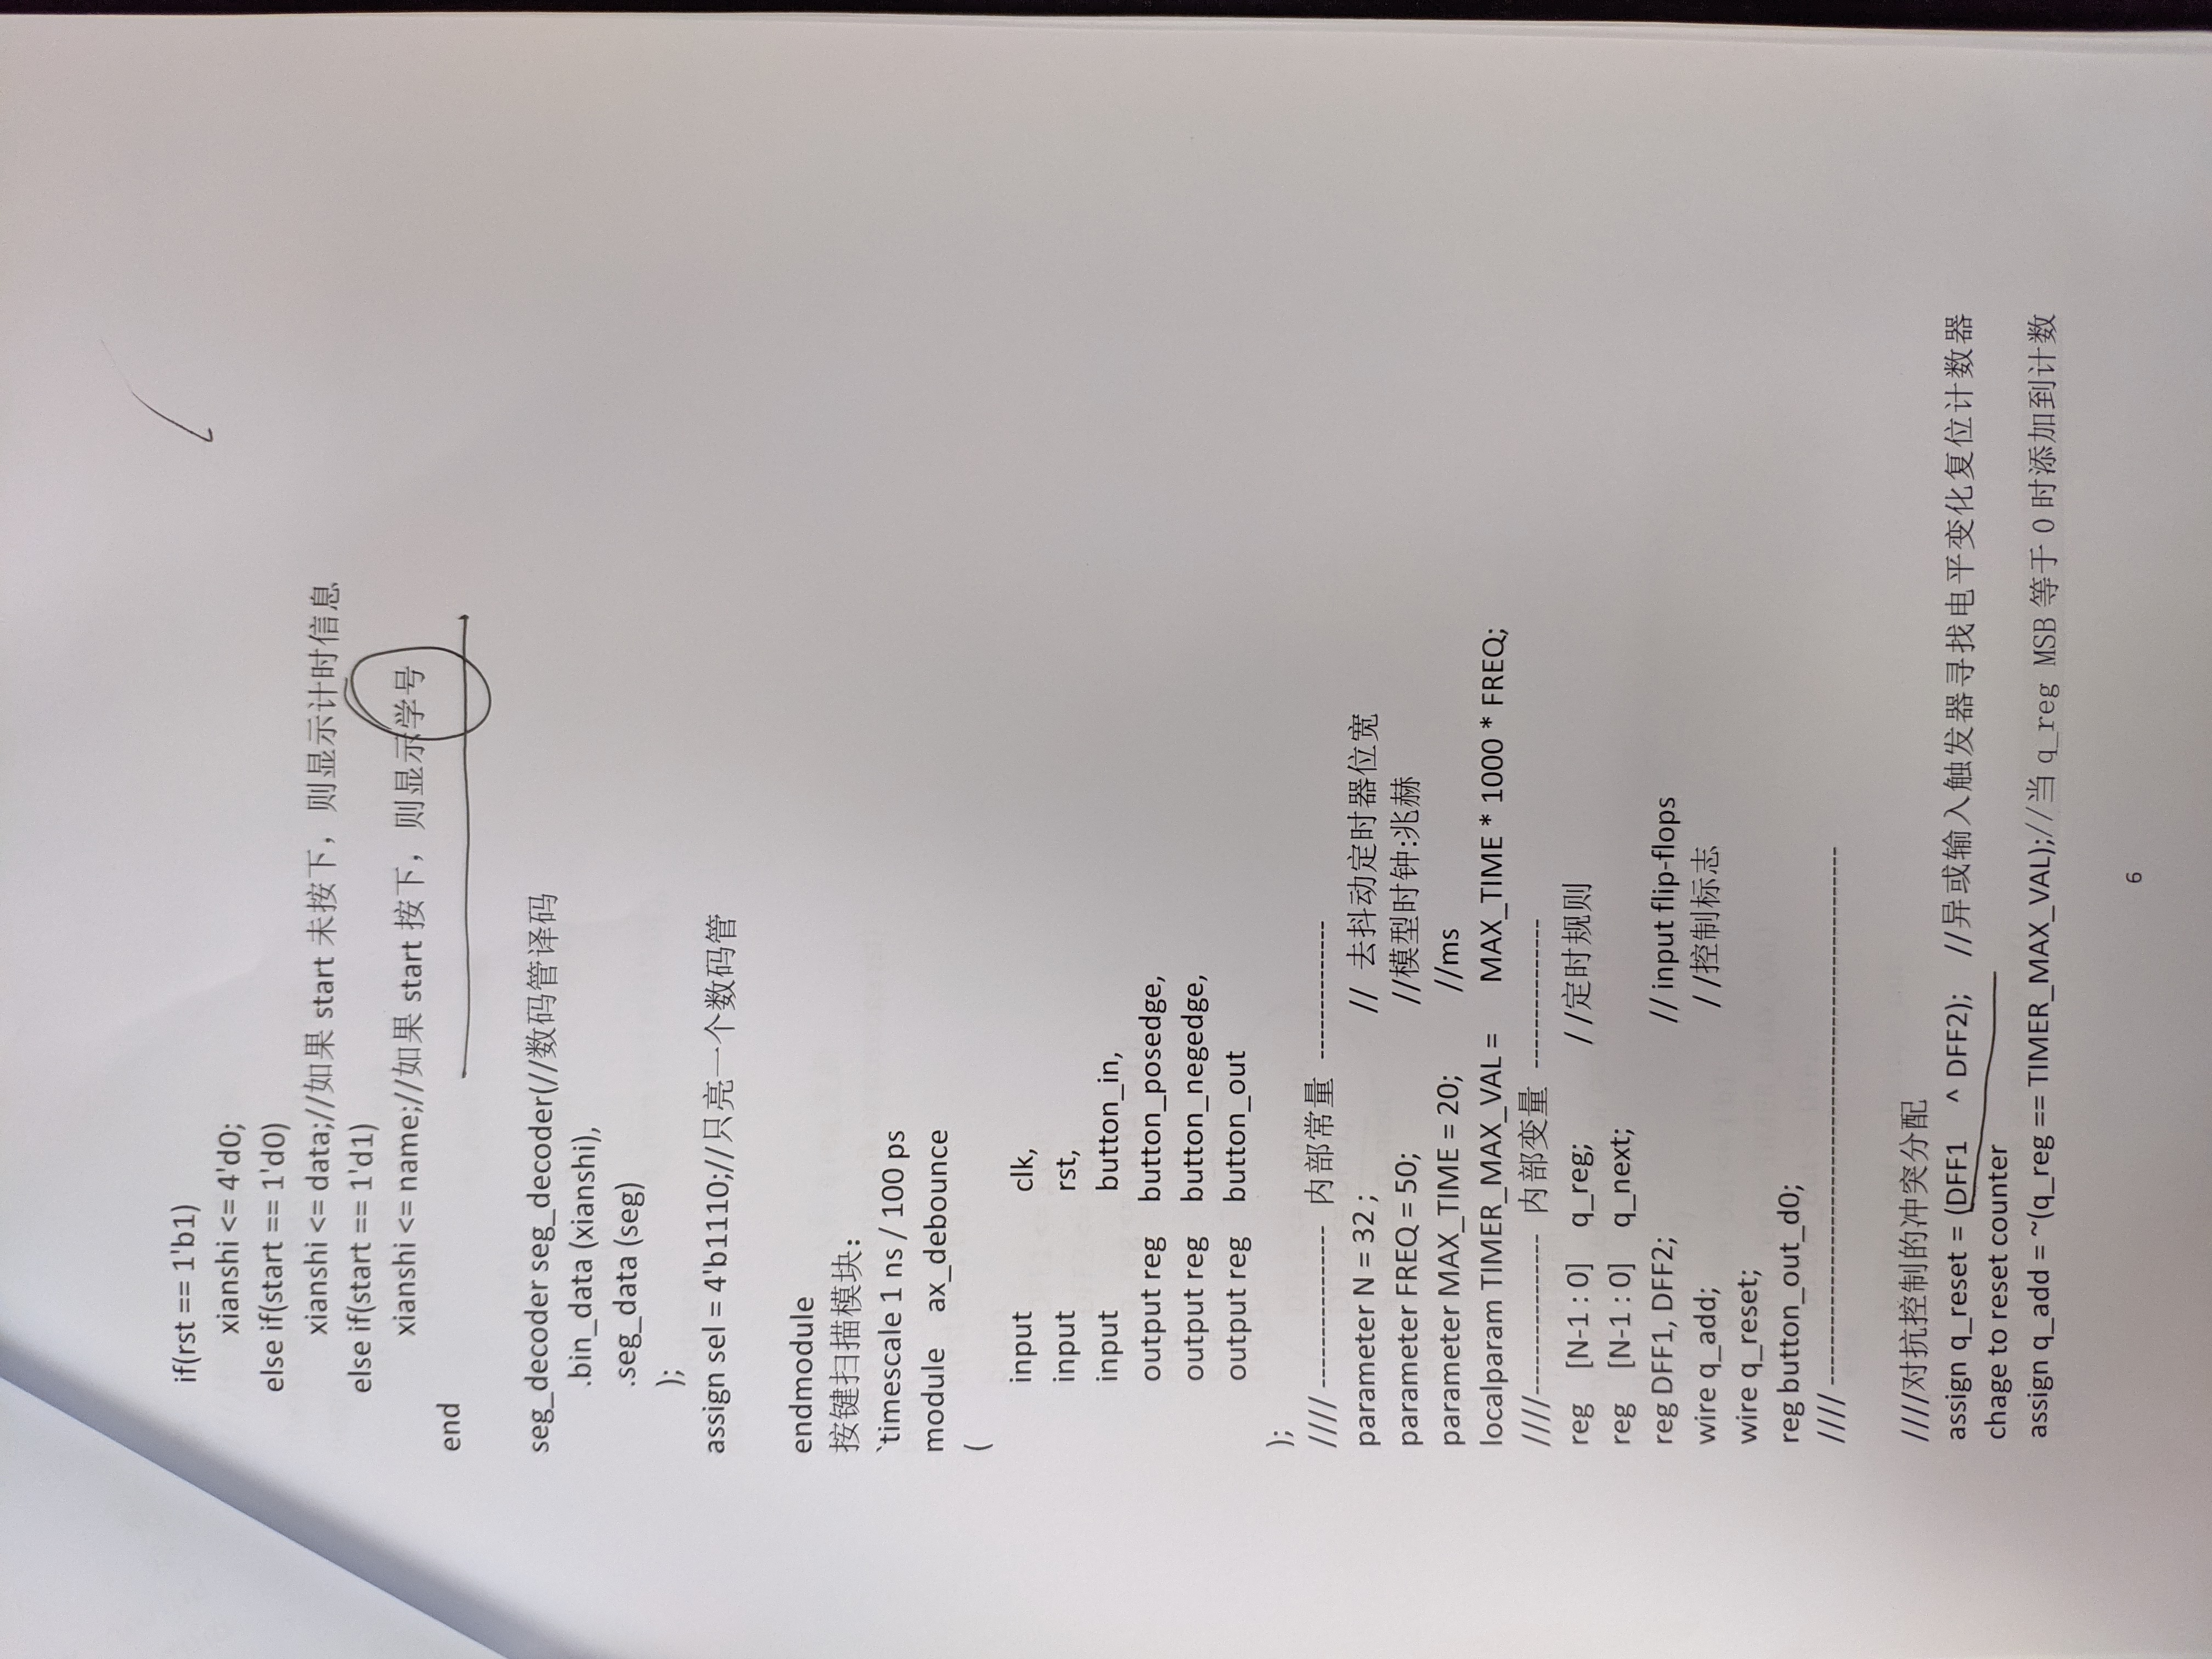 if(rst == 1'b1)
xianshi <= 4'd0;
else if(start == 1'd0)
xianshi <= data;//如果 start 未按下，则显示计时信息
else if(start == 1'd1)
xianshi <= name;//如果 start 按下，则显示学号
end
seg_decoder seg_decoder(//数码管译码
.bin_data (xianshi),
.seg_data (seg)
);
assign sel = 4'b1110;//只亮一个数码管
endmodule
按键扫描模块：
`timescale 1 ns / 100 ps
module ax_debounce
(
input clk,
input rst,
input button_in,
output reg button_posedge,
output reg button_negedge,
output reg button_out
);
//// ---------------- 内部常量 --------------
parameter N = 32 ; // 去抖动定时器位宽
parameter FREQ = 50; //模型时钟:兆赫
parameter MAX_TIME = 20; //ms
localparam TIMER_MAX_VAL = MAX_TIME * 1000 * FREQ;
////---------------- 内部变量 ---------------
reg [N-1 : 0] q_reg; / /定时规则
reg [N-1 : 0] q_next;
reg DFF1, DFF2; // input flip-flops
wire q_add; / /控制标志
wire q_reset;
reg button_out_d0;
//// ------------------------------------------------------
////对抗控制的冲突分配
assign q_reset = (DFF1 ^ DFF2); //异或输入触发器寻找电平变化复位计数器
chage to reset counter
assign q_add = ~(q_reg == TIMER_MAX_VAL);//当 q_reg MSB 等于 0 时添加到计数
6